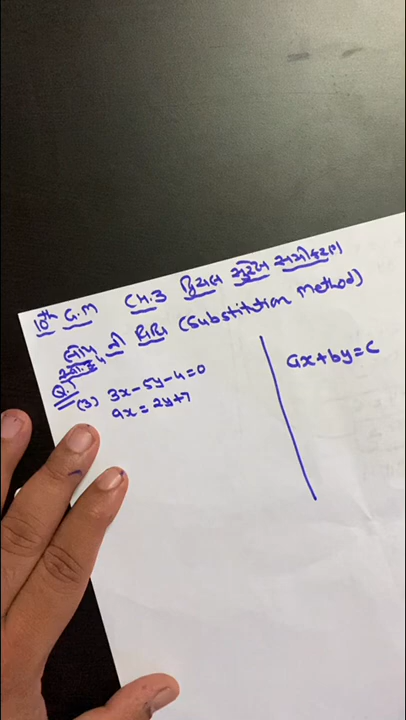 10th G.M CH.3 દ્વિચલ સુરેખ સમીકરણ
લોપ ની રીત (Substitution Method)
Q.
(3) 3x-5y-4=0
9x=2y+7
ax+by=c